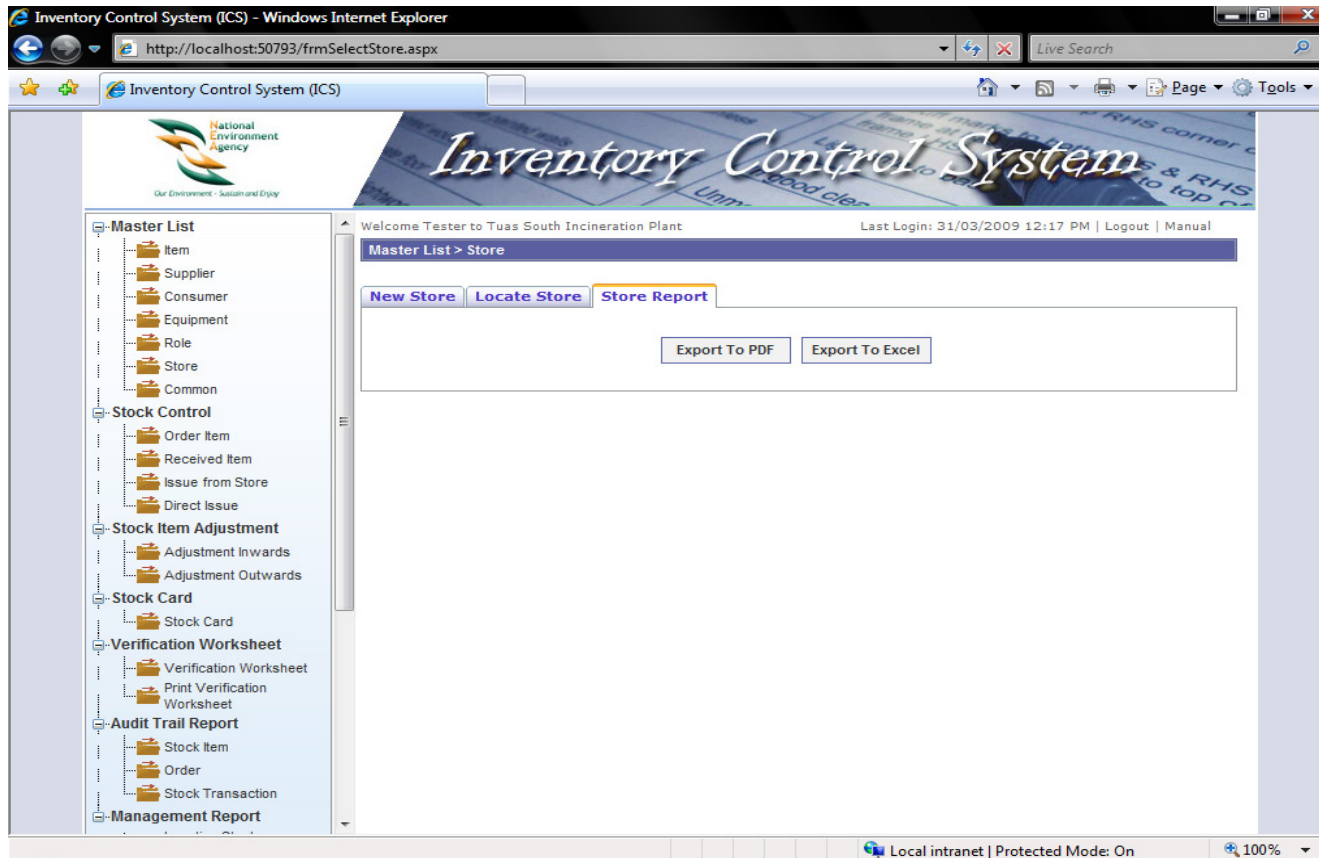 Inventory Control System (ICS) - Windows Internet Explorer
http://localhost:50793/frmSelectStore.aspx
Live Search
Inventory Control System (ICS)
Page
Tools
National
Environment
Agency
Our Environment - Sustain and Enjoy
Inventory Control System
Master List
Item
Supplier
Consumer
Equipment
Role
Store
Common
Stock Control
Order Item
Received Item
Issue from Store
Direct Issue
Stock Item Adjustment
Adjustment Inwards
Adjustment Outwards
Stock Card
Stock Card
Verification Worksheet
Verification Worksheet
Print Verification
Worksheet
Audit Trail Report
Stock Item
Order
Stock Transaction
Management Report
Welcome Tester to Tuas South Incineration Plant
Last Login: 31/03/2009 12:17 PM | Logout | Manual
Master List > Store
New Store
Locate Store
Store Report
Export To PDF
Export To Excel
Local intranet | Protected Mode: On
100%